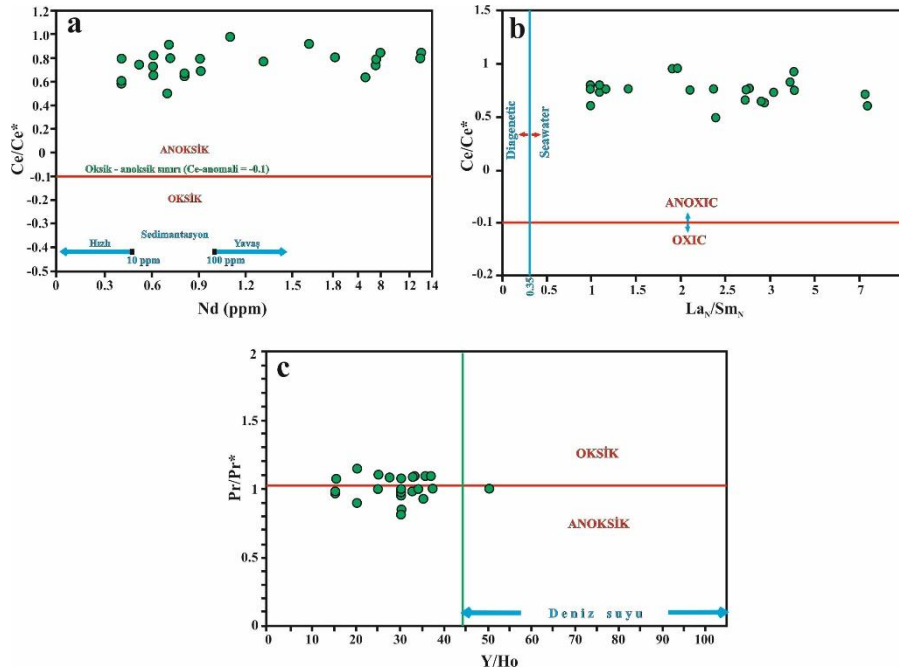 a
Ce/Ce*
1.2
1.0
0.8
0.6
0.4
0.2
0
-0.1
-0.2
-0.3
-0.4
-0.5
ANOKSİK
Oksik - anoksik sınırı (Ce-anomali = -0.1)
OKSİK
Sedimantasyon
Hızlı
Yavaş
10 ppm
100 ppm
0 0.3 0.6 0.9 1.2 1.5 1.8 4 8 12 14
Nd (ppm)
b
Ce/Ce*
1.5
1
0.5
0
-0.1
-0.2
Diagenetic
Seawater
ANOXIC
OXIC
0 0.35 0.5 1 1.5 2 2.5 3 5 7
LaN/SmN
c
Pr/Pr*
2
1.5
1
0.5
0
OKSİK
ANOKSİK
Deniz suyu
0 10 20 30 40 50 60 70 80 90 100
Y/Ho